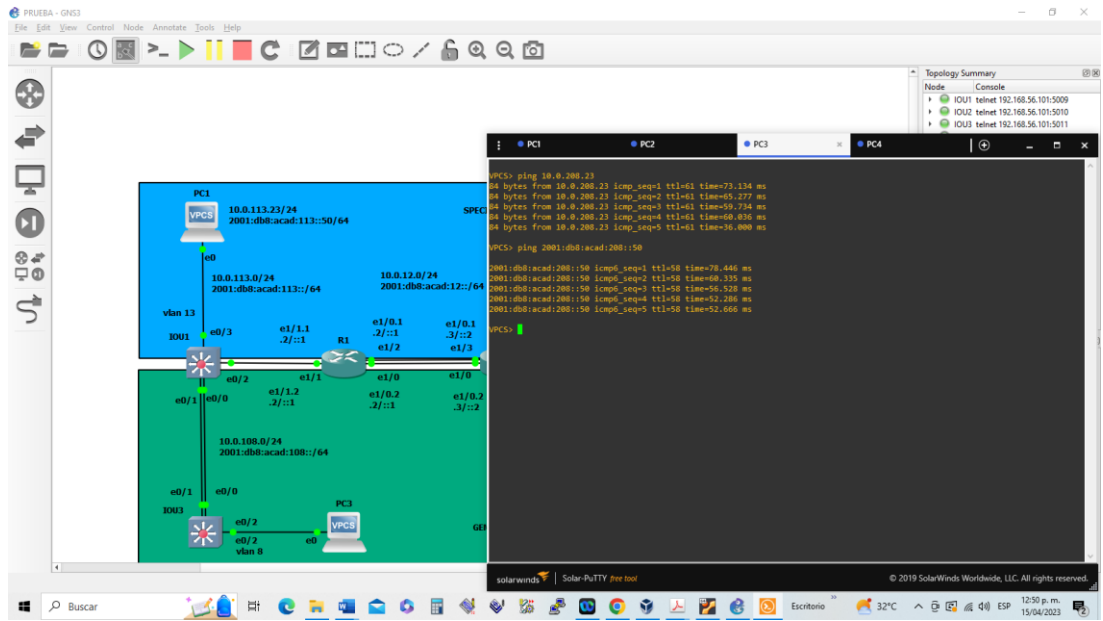 PRUEBA - GNS3
File Edit View Control Node Annotate Tools Help
Topology Summary
Node Console
IOU1 telnet 192.168.56.101:5009
IOU2 telnet 192.168.56.101:5010
IOU3 telnet 192.168.56.101:5011
PC1
PC2
PC3
PC4
VPCS> ping 10.0.208.23
84 bytes from 10.0.208.23 icmp_seq=1 ttl=61 time=73.134 ms
84 bytes from 10.0.208.23 icmp_seq=2 ttl=61 time=65.277 ms
84 bytes from 10.0.208.23 icmp_seq=3 ttl=61 time=59.734 ms
84 bytes from 10.0.208.23 icmp_seq=4 ttl=61 time=60.036 ms
84 bytes from 10.0.208.23 icmp_seq=5 ttl=61 time=36.000 ms
VPCS> ping 2001:db8:acad:208::50
2001:db8:acad:208::50 icmp6_seq=1 ttl=58 time=78.446 ms
2001:db8:acad:208::50 icmp6_seq=2 ttl=58 time=60.335 ms
2001:db8:acad:208::50 icmp6_seq=3 ttl=58 time=56.528 ms
2001:db8:acad:208::50 icmp6_seq=4 ttl=58 time=52.286 ms
2001:db8:acad:208::50 icmp6_seq=5 ttl=58 time=52.666 ms
VPCS>
PC1
VPCS
10.0.113.23/24
2001:db8:acad:113::50/64
SPECI
e0
10.0.113.0/24
2001:db8:acad:113::/64
10.0.12.0/24
2001:db8:acad:12::/64
vlan 13
IOU1
e0/3
e1/1.1
.2/::1
R1
e1/0.1
.2/::1
e1/2
e1/0.1
.3/::2
e1/3
e0/2
e1/1
e1/0
e1/0
e0/1
e0/0
e1/1.2
.2/::1
e1/0.2
.2/::1
e1/0.2
.3/::2
10.0.108.0/24
2001:db8:acad:108::/64
e0/1
e0/0
IOU3
PC3
VPCS
e0/2
e0/2
e0
vlan 8
GEI
solarwinds
Solar-PuTTY free tool
© 2019 SolarWinds Worldwide, LLC. All rights reserved.
Buscar
Escritorio
32°C
ESP
12:50 p. m.
15/04/2023